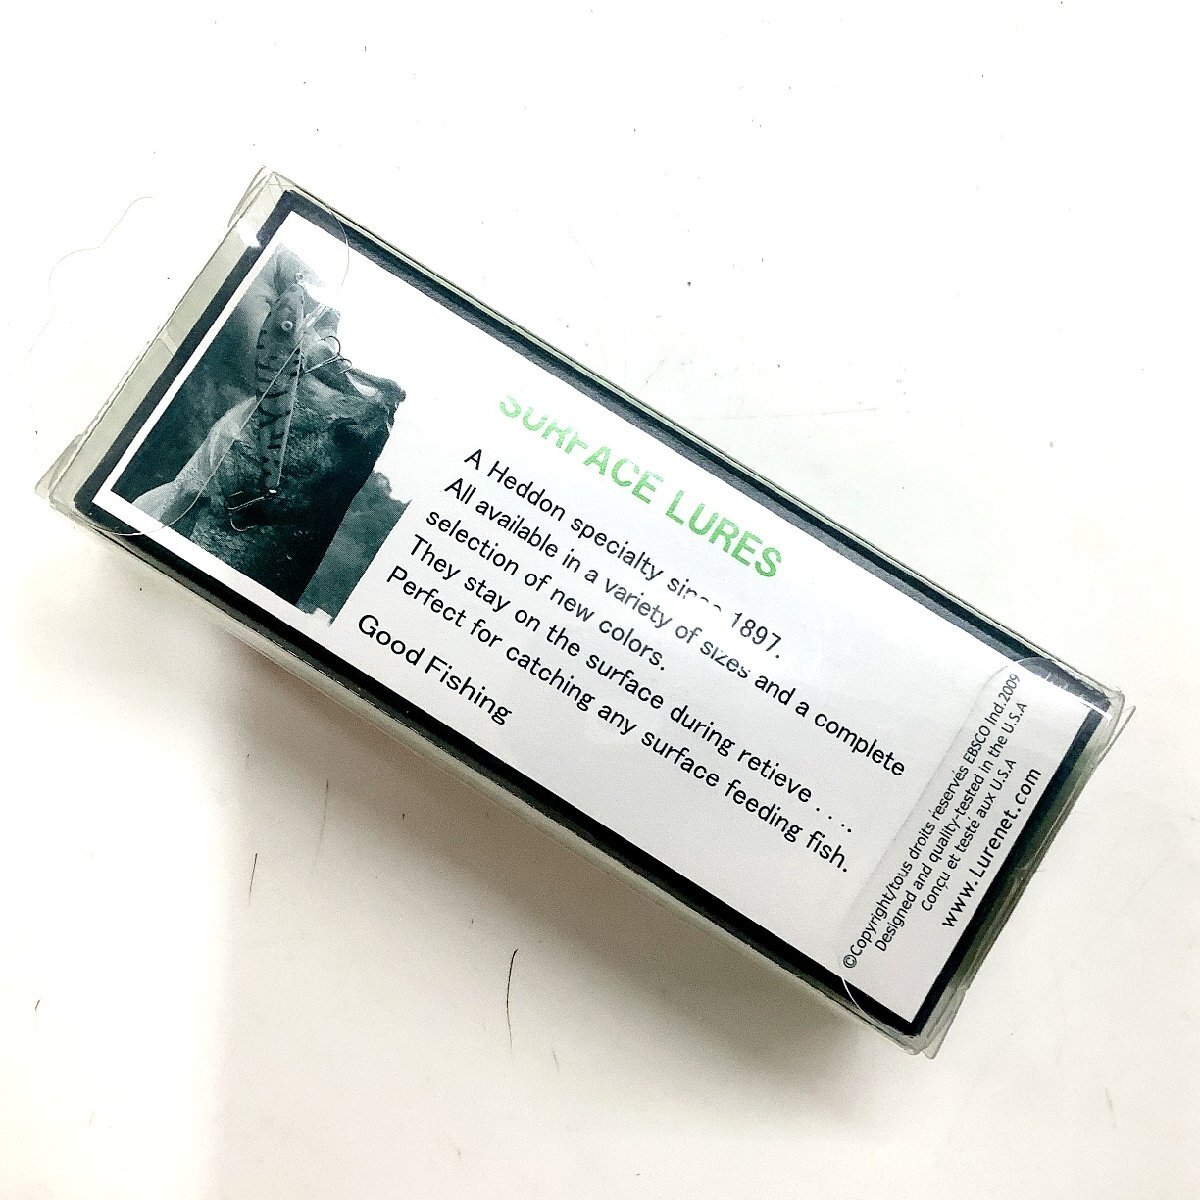 SURFACE LURES
A Heddon specialty since 1897.
All available in a variety of sizes and a complete
selection of new colors.
They stay on the surface during retieve . . . .
Perfect for catching any surface feeding fish.
Good Fishing
©Copyright/tous droits réservés EBSCO Ind.2009
Designed and quality-tested in the U.S.A
Conçu et testé aux U.S.A
www.Lurenet.com